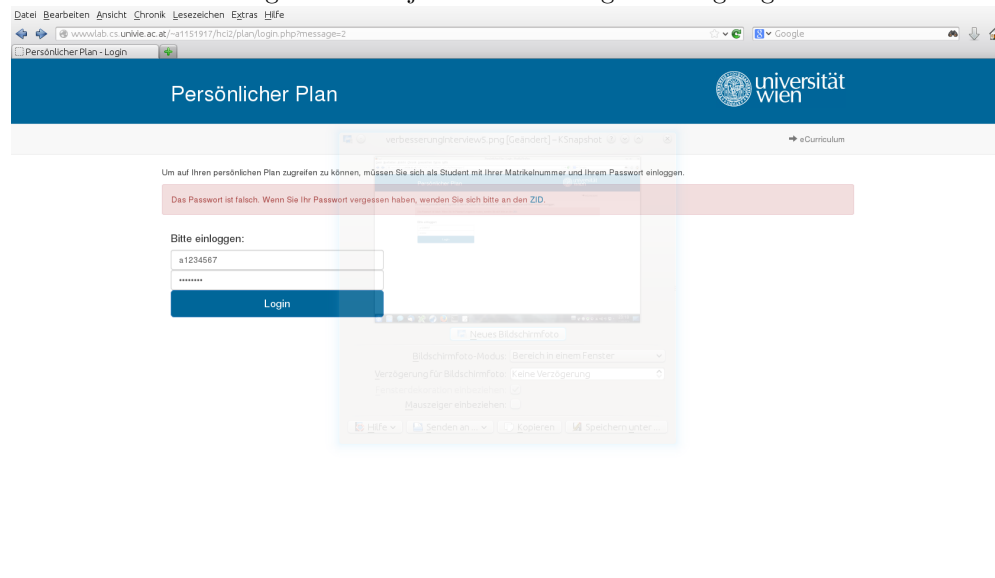 Datei Bearbeiten Ansicht Chronik Lesezeichen Extras Hilfe
wwwlab.cs.univie.ac.at/~a1151917/hci2/plan/login.php?message=2
Google
Persönlicher Plan - Login
Persönlicher Plan
universität
wien
verbesserunginterview6.png [Geändert] – KSnapshot
eCurriculum
Um auf Ihren persönlichen Plan zugreifen zu können, müssen Sie sich als Student mit Ihrer Matrikelnummer und Ihrem Passwort einloggen.
Das Passwort ist falsch. Wenn Sie Ihr Passwort vergessen haben, wenden Sie sich bitte an den ZID.
Bitte einloggen:
a1234567
••••••••
Login
Neues Bildschirmfoto
Bildschirmfoto-Modus: Bereich in einem Fenster
Verzögerung für Bildschirmfoto: Keine Verzögerung
Mauszeiger einbeziehen:
Hilfe Senden an ... Kopieren Speichern unter ...